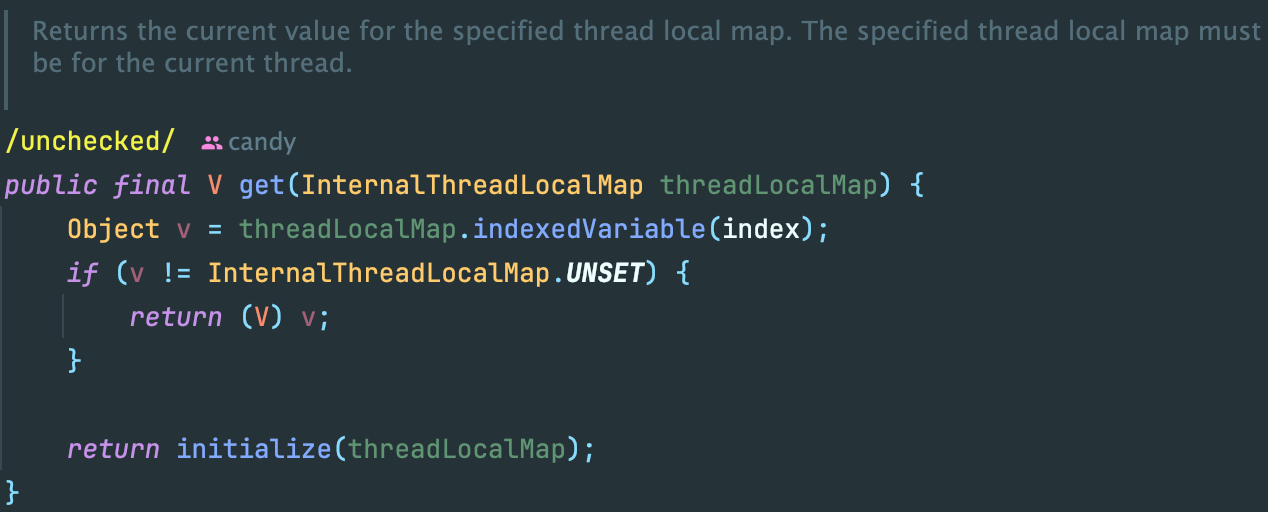 Returns the current value for the specified thread local map. The specified thread local map must
be for the current thread.
/unchecked/ candy
public final V get(InternalThreadLocalMap threadLocalMap) {
    Object v = threadLocalMap.indexedVariable(index);
    if (v != InternalThreadLocalMap.UNSET) {
        return (V) v;
    }
    return initialize(threadLocalMap);
}